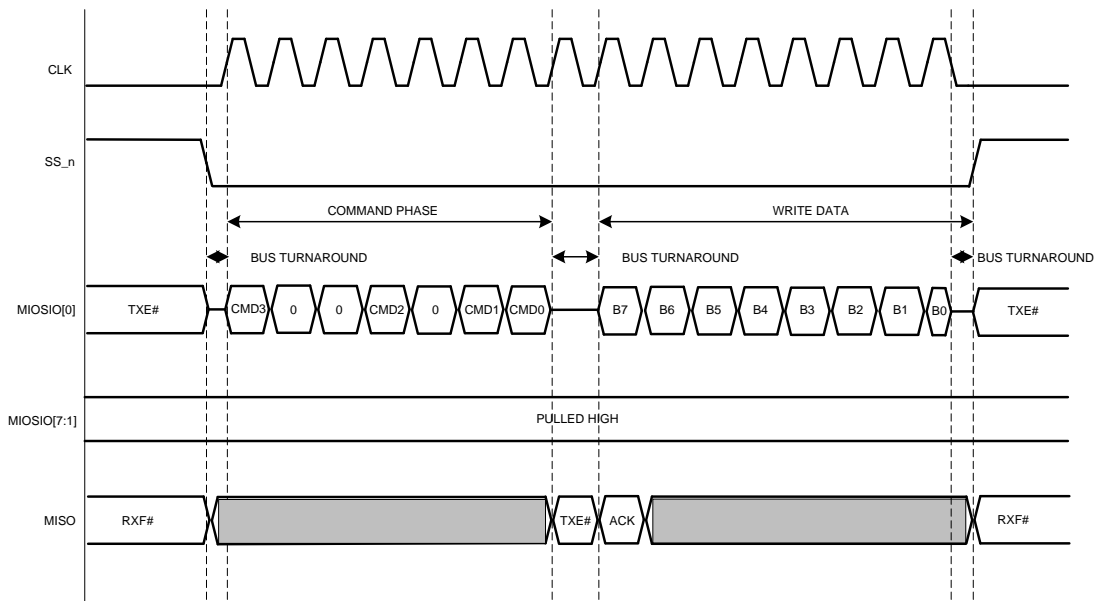 CLK
SS_n
COMMAND PHASE WRITE DATA
BUS TURNAROUND BUS TURNAROUND BUS TURNAROUND
MIOSIO[0] TXE# CMD3 0 0 CMD2 0 CMD1 CMD0 B7 B6 B5 B4 B3 B2 B1 B0 TXE#
MIOSIO[7:1] PULLED HIGH
MISO RXF# TXE# ACK RXF#